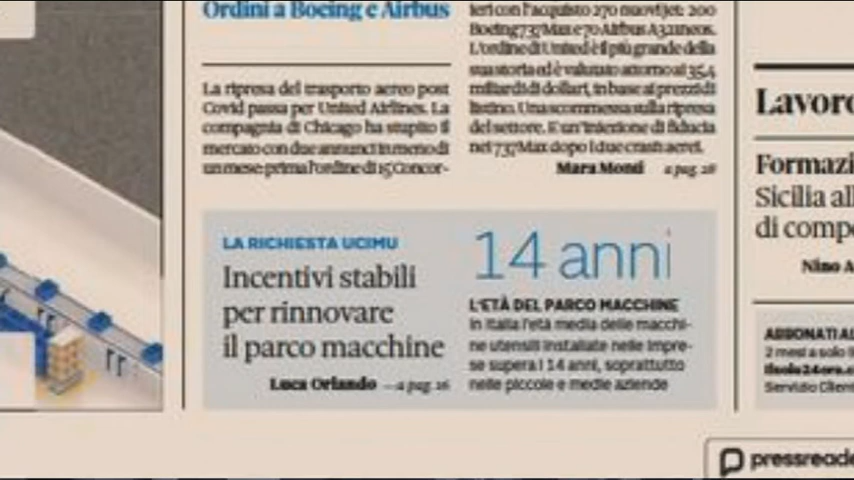 Ordini a Boeing e Airbus
La ripresa del trasporto aereo post
Covid passa per United Airlines. La
compagnia di Chicago ha stupito il
mercato con due annunci in meno di
un mese: prima l'ordine di 15 Concor-
ieri con l'acquisto 270 nuovi jet: 200
Boeing 737 Max e 70 Airbus A321neos.
L'ordine di United è il più grande della
sua storia ed è valutato attorno ai 35,4
miliardi di dollari, in base ai prezzi di
listino. Una scommessa sulla ripresa
del settore. E un'iniezione di fiducia
nel 737 Max dopo i due crash aerei.
Mara Monti a pag. 26
LA RICHIESTA UCIMU
Incentivi stabili
per rinnovare
il parco macchine
Luca Orlando —a pag. 16
14 anni
L'ETÀ DEL PARCO MACCHINE
In Italia l'età media delle macchi-
ne utensili installate nelle impre-
se supera i 14 anni, soprattutto
nelle piccole e medie aziende
Lavoro
Formazi
Sicilia all
di compe
Nino A
ABBONATI AL
2 mesi a solo
ilsole24ore.c
Servizio Clien
pressreade